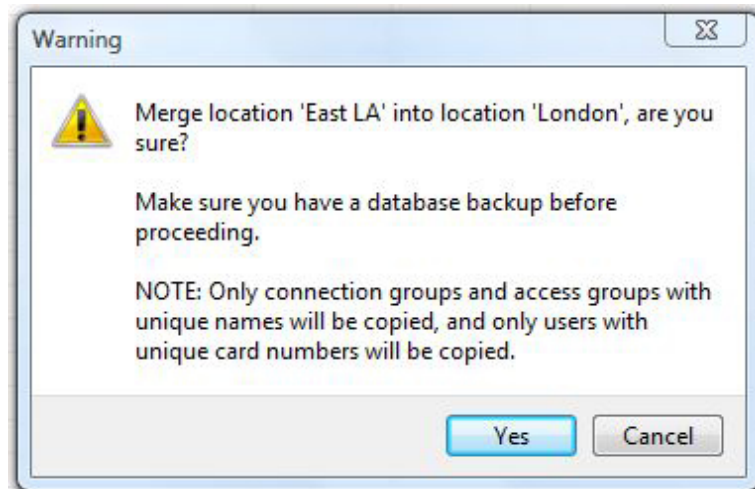 Warning
Merge location 'East LA' into location 'London', are you
sure?
Make sure you have a database backup before
proceeding.
NOTE: Only connection groups and access groups with
unique names will be copied, and only users with
unique card numbers will be copied.
Yes
Cancel